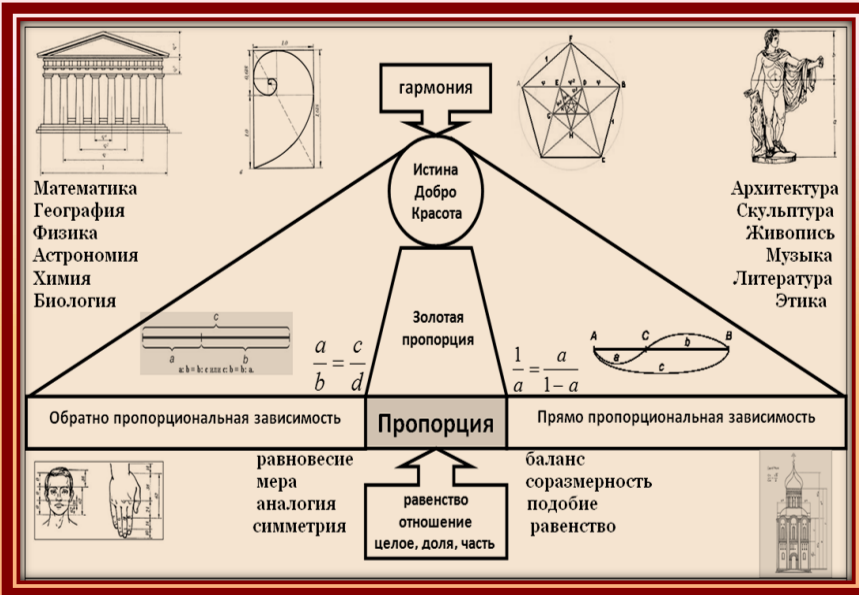 гармония
Истина
Добро
Красота
Математика
География
Физика
Астрономия
Химия
Биология
Архитектура
Скульптура
Живопись
Музыка
Литература
Этика
Золотая
пропорция
c
a b
a: b = b: c или c: b = b: a.
a/b = c/d
1/a = a/1-a
A C B
a b
c
Обратно пропорциональная зависимость
Пропорция
Прямо пропорциональная зависимость
равновесие
мера
аналогия
симметрия
равенство
отношение
целое, доля, часть
баланс
соразмерность
подобие
равенство